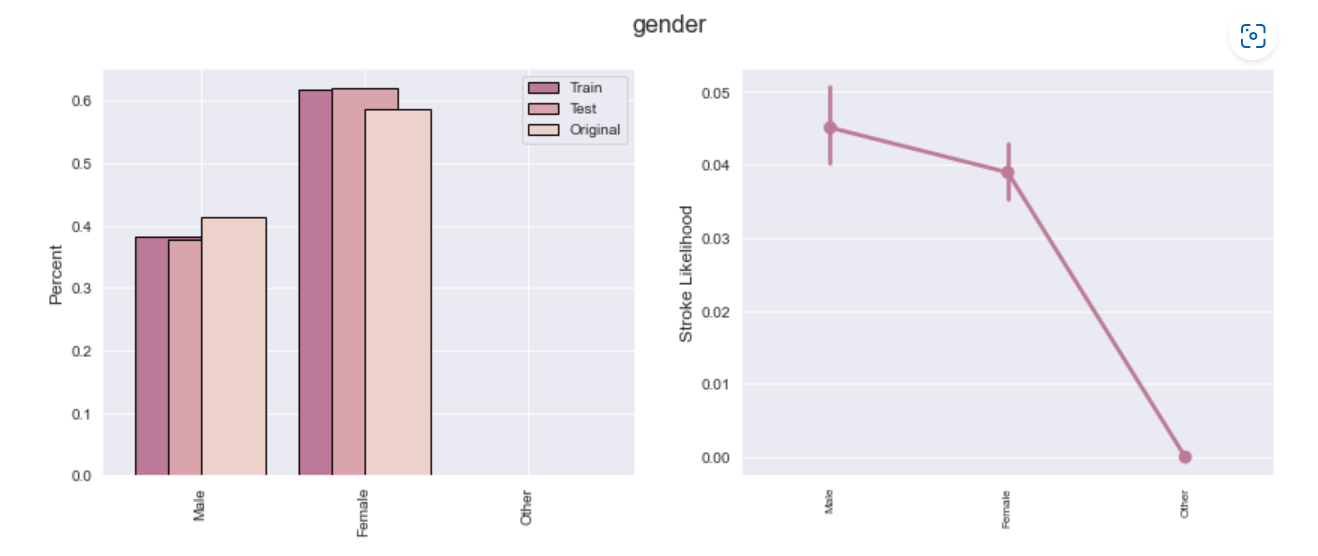 gender
Train
Test
Original
Percent
0.6
0.5
0.4
0.3
0.2
0.1
0.0
Male
Female
Other
Stroke Likelihood
0.05
0.04
0.03
0.02
0.01
0.00
Male
Female
Other